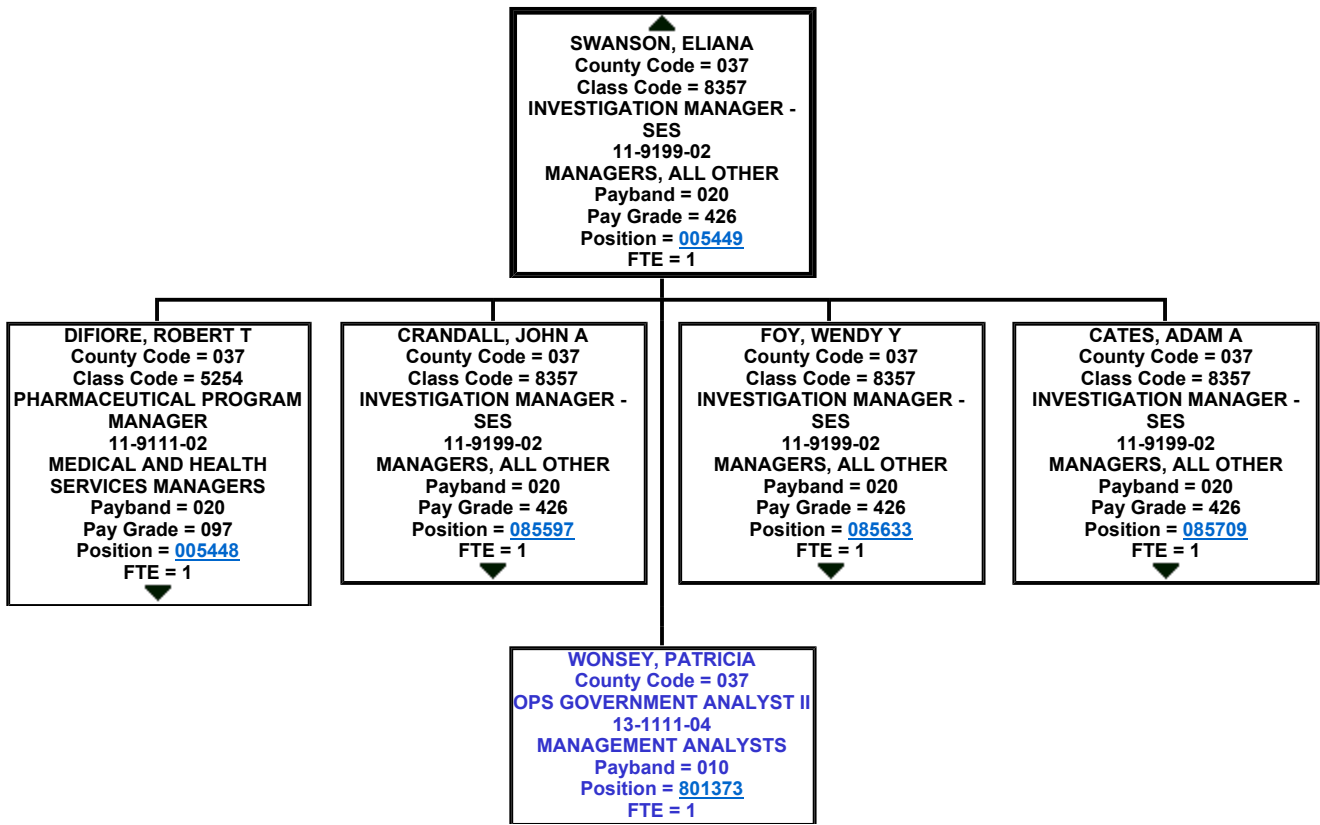 SWANSON, ELIANA
County Code = 037
Class Code = 8357
INVESTIGATION MANAGER -
SES
11-9199-02
MANAGERS, ALL OTHER
Payband = 020
Pay Grade = 426
Position = 005449
FTE = 1
DIFIORE, ROBERT T
County Code = 037
Class Code = 5254
PHARMACEUTICAL PROGRAM
MANAGER
11-9111-02
MEDICAL AND HEALTH
SERVICES MANAGERS
Payband = 020
Pay Grade = 097
Position = 005448
FTE = 1
CRANDALL, JOHN A
County Code = 037
Class Code = 8357
INVESTIGATION MANAGER -
SES
11-9199-02
MANAGERS, ALL OTHER
Payband = 020
Pay Grade = 426
Position = 085597
FTE = 1
FOY, WENDY Y
County Code = 037
Class Code = 8357
INVESTIGATION MANAGER -
SES
11-9199-02
MANAGERS, ALL OTHER
Payband = 020
Pay Grade = 426
Position = 085633
FTE = 1
CATES, ADAM A
County Code = 037
Class Code = 8357
INVESTIGATION MANAGER -
SES
11-9199-02
MANAGERS, ALL OTHER
Payband = 020
Pay Grade = 426
Position = 085709
FTE = 1
WONSEY, PATRICIA
County Code = 037
OPS GOVERNMENT ANALYST II
13-1111-04
MANAGEMENT ANALYSTS
Payband = 010
Position = 801373
FTE = 1